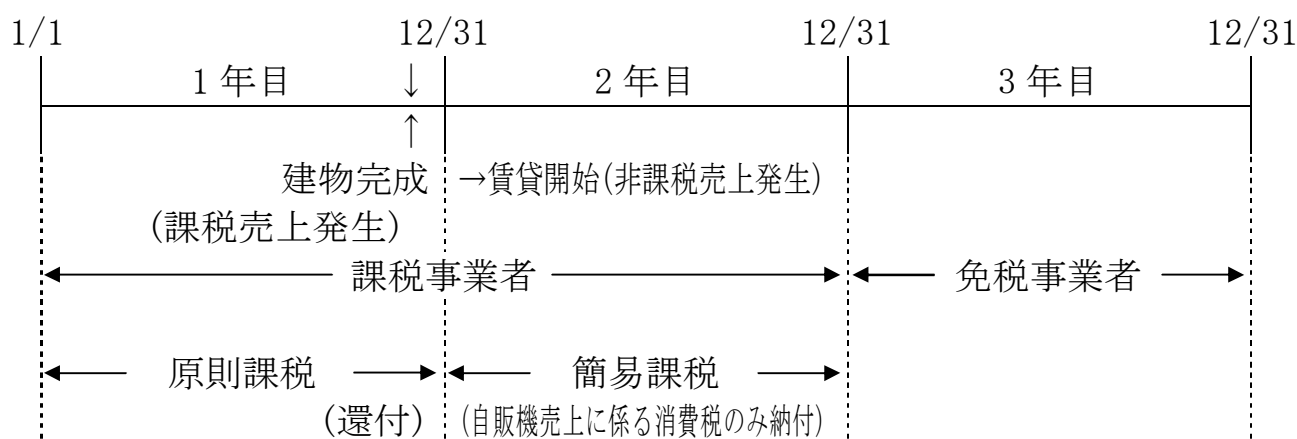 1/1 12/31 12/31 12/31
1年目 ↓ 2年目 3年目
↑
建物完成 →賃貸開始(非課税売上発生)
(課税売上発生)
課税事業者 免税事業者
原則課税 簡易課税
(還付) (自販機売上に係る消費税のみ納付)